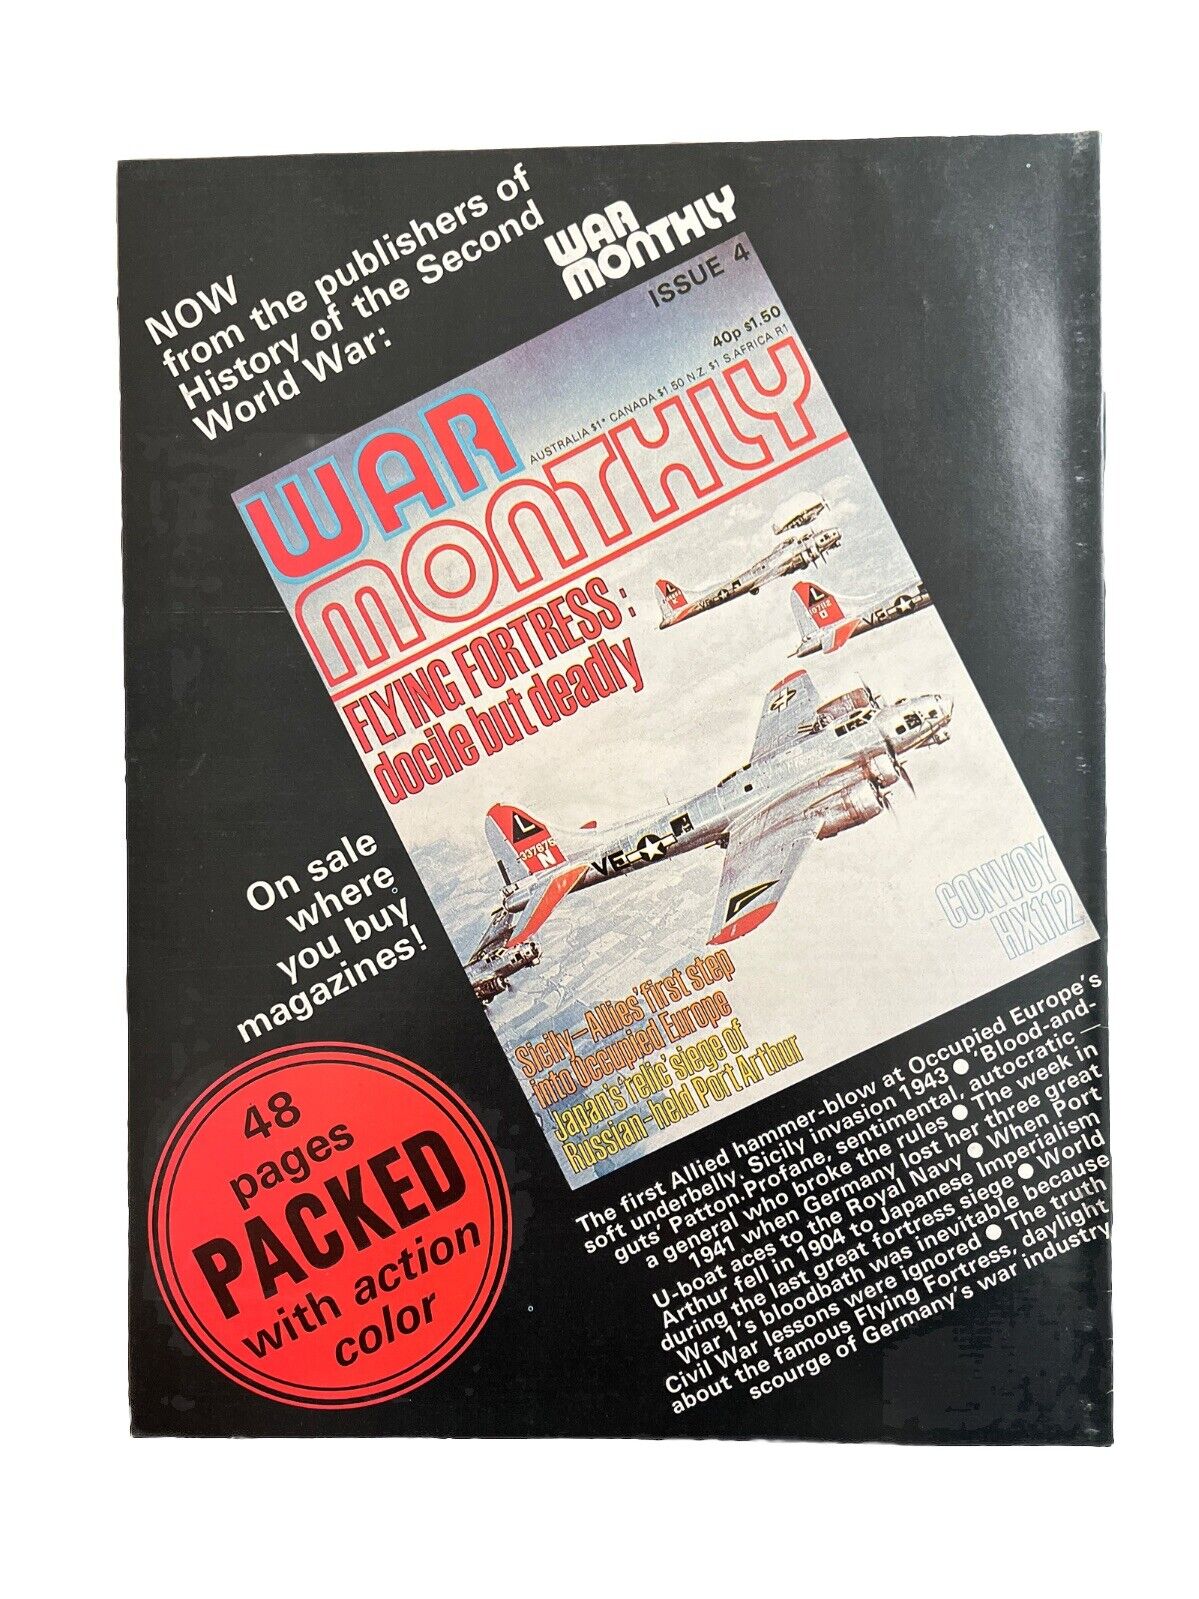 NOW
from the publishers of
History of the Second
World War:
WAR
MONTHLY
ISSUE 4
40p $1.50
AUSTRALIA $1* CANADA $1.50 N.Z. $1 S.AFRICA R1
WAR
MONTHLY
FLYING FORTRESS:
docile but deadly
L
K
L
D
L
337675
N
VE
CONVOY
HX112
Sicily—Allies' first step
into Occupied Europe
Japan's 'relic' siege of
Russian-held Port Arthur
On sale
where
you buy
magazines!
48
pages
PACKED
with action
color
The first Allied hammer-blow at Occupied Europe's
soft underbelly, Sicily invasion 1943 ● 'Blood-and-
guts' Patton. Profane, sentimental, autocratic —
a general who broke the rules ● The week in
1941 when Germany lost her three great
U-boat aces to the Royal Navy ● When Port
Arthur fell in 1904 to Japanese Imperialism
during the last great fortress siege ● World
War 1's bloodbath was inevitable because
Civil War lessons were ignored ● The truth
about the famous Flying Fortress, daylight
scourge of Germany's war industry